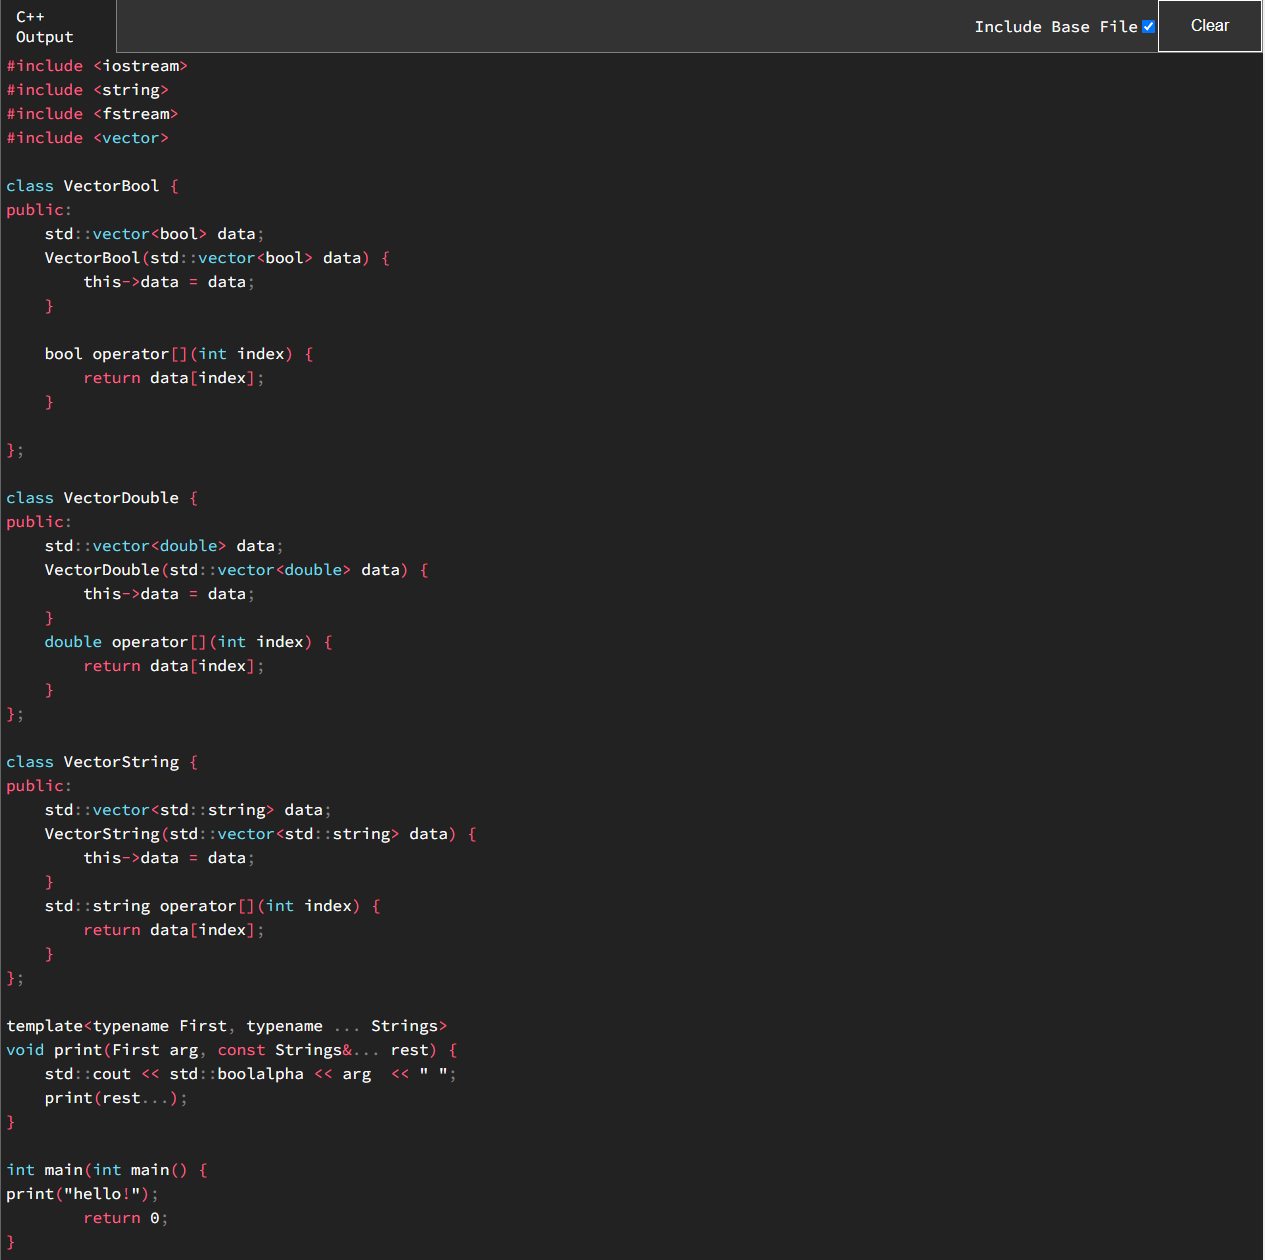 C++
Output
Include Base File
Clear
#include <iostream>
#include <string>
#include <fstream>
#include <vector>
class VectorBool {
public:
    std::vector<bool> data;
    VectorBool(std::vector<bool> data) {
        this->data = data;
    }
    bool operator[](int index) {
        return data[index];
    }
};
class VectorDouble {
public:
    std::vector<double> data;
    VectorDouble(std::vector<double> data) {
        this->data = data;
    }
    double operator[](int index) {
        return data[index];
    }
};
class VectorString {
public:
    std::vector<std::string> data;
    VectorString(std::vector<std::string> data) {
        this->data = data;
    }
    std::string operator[](int index) {
        return data[index];
    }
};
template<typename First, typename ... Strings>
void print(First arg, const Strings&... rest) {
    std::cout << std::boolalpha << arg  << " ";
    print(rest...);
}
int main(int main() {
print("hello!");
        return 0;
}